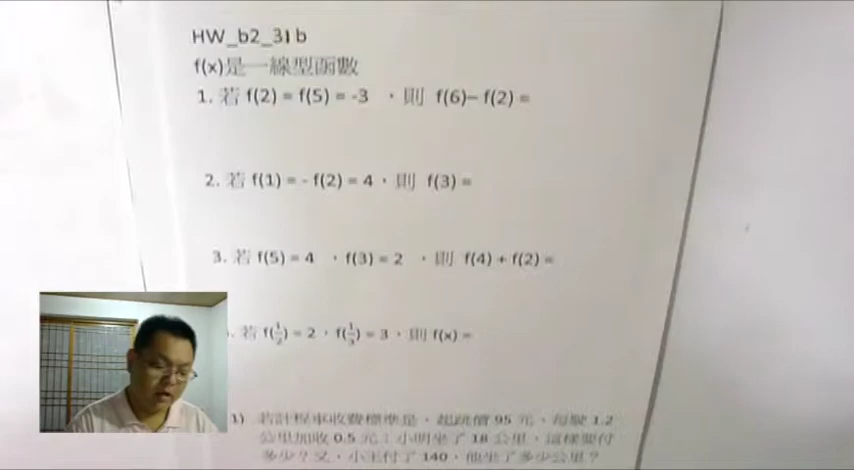 HW_b2_31b
f(x)是一線型函數
1. 若 f(2) = f(5) = -3 ，則 f(6)– f(2) =
2. 若 f(1) = - f(2) = 4，則 f(3) =
3. 若 f(5) = 4 ，f(3) = 2 ，則 f(4) + f(2) =
. 若 f(1/2) = 2，f(1/3) = 3，則 f(x) =
1) 若計程車收費標準是，起跳價 95 元，每駛 1.2
公里加收 0.5 元；小明坐了 18 公里，這樣要付
多少？又，小王付了 140，他坐了多少公里？